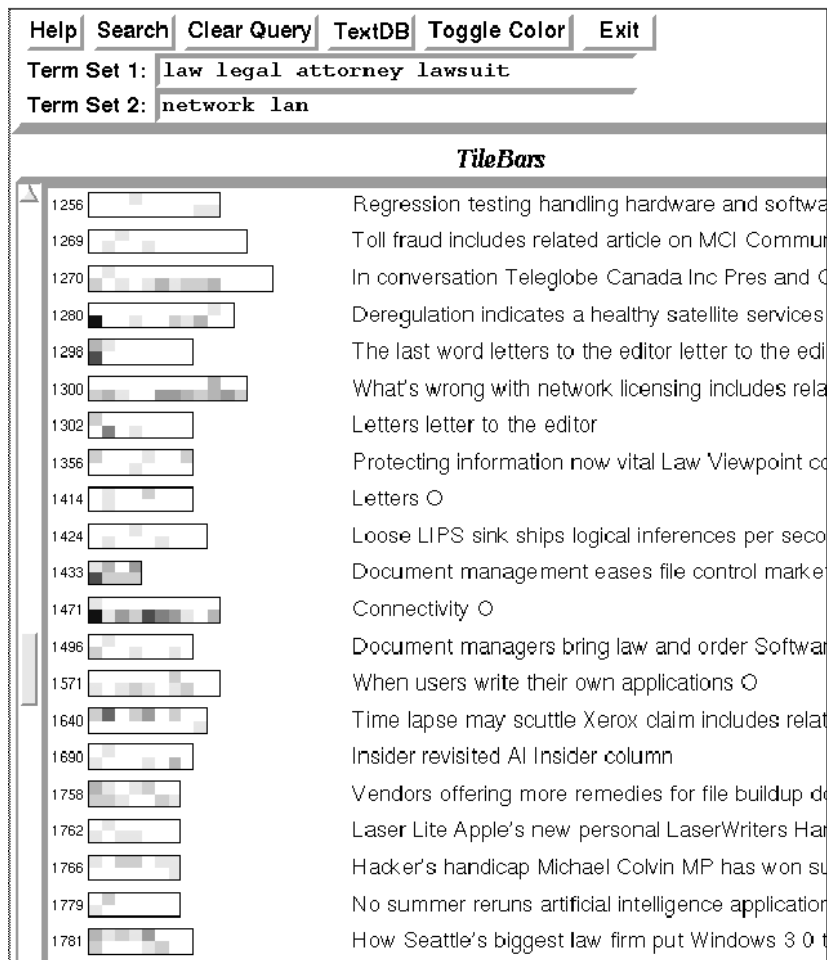 Help Search Clear Query TextDB Toggle Color Exit
Term Set 1: law legal attorney lawsuit
Term Set 2: network lan
TileBars
1256 Regression testing handling hardware and softwa
1269 Toll fraud includes related article on MCI Commun
1270 In conversation Teleglobe Canada Inc Pres and C
1280 Deregulation indicates a healthy satellite services
1298 The last word letters to the editor letter to the edi
1300 What's wrong with network licensing includes rela
1302 Letters letter to the editor
1356 Protecting information now vital Law Viewpoint co
1414 Letters O
1424 Loose LIPS sink ships logical inferences per seco
1433 Document management eases file control marke
1471 Connectivity O
1496 Document managers bring law and order Softwar
1571 When users write their own applications O
1640 Time lapse may scuttle Xerox claim includes relat
1690 Insider revisited AI Insider column
1758 Vendors offering more remedies for file buildup do
1762 Laser Lite Apple's new personal LaserWriters Har
1766 Hacker's handicap Michael Colvin MP has won su
1779 No summer reruns artificial intelligence application
1781 How Seattle's biggest law firm put Windows 3 0 t